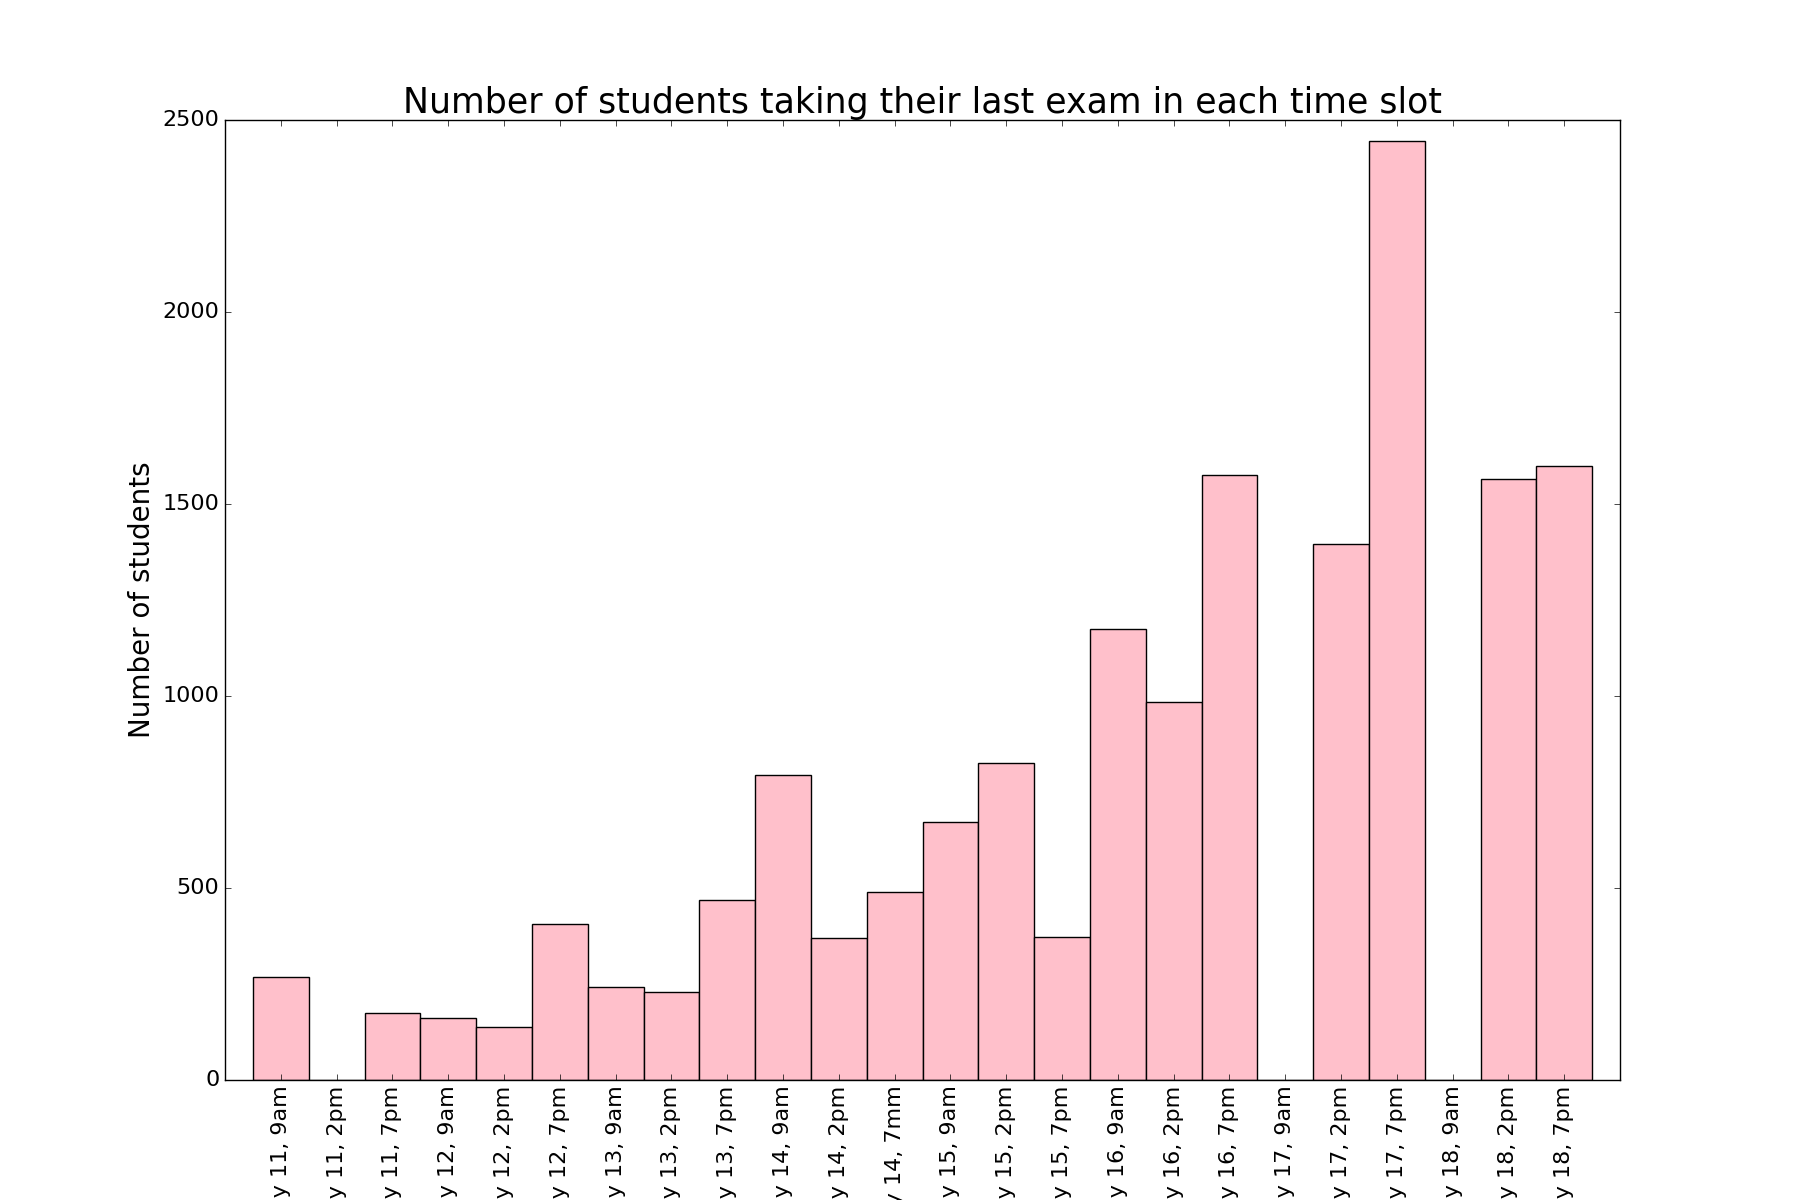 Number of students taking their last exam in each time slot
Number of students
2500
2000
1500
1000
500
0
y 11, 9am
y 11, 2pm
y 11, 7pm
y 12, 9am
y 12, 2pm
y 12, 7pm
y 13, 9am
y 13, 2pm
y 13, 7pm
y 14, 9am
y 14, 2pm
y 14, 7mm
y 15, 9am
y 15, 2pm
y 15, 7pm
y 16, 9am
y 16, 2pm
y 16, 7pm
y 17, 9am
y 17, 2pm
y 17, 7pm
y 18, 9am
y 18, 2pm
y 18, 7pm